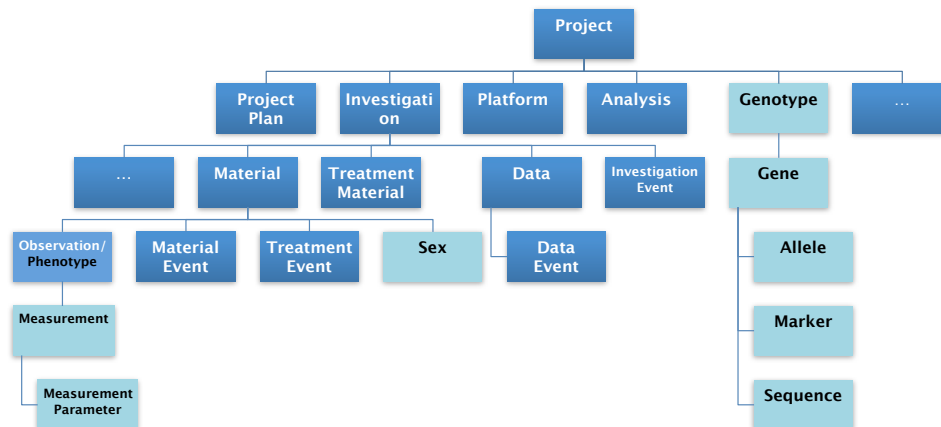 Project
Project
Plan
Investigati
on
Platform
Analysis
Genotype
...
...
Material
Treatment
Material
Data
Investigation
Event
Gene
Observation/
Phenotype
Material
Event
Treatment
Event
Sex
Data
Event
Allele
Measurement
Marker
Measurement
Parameter
Sequence